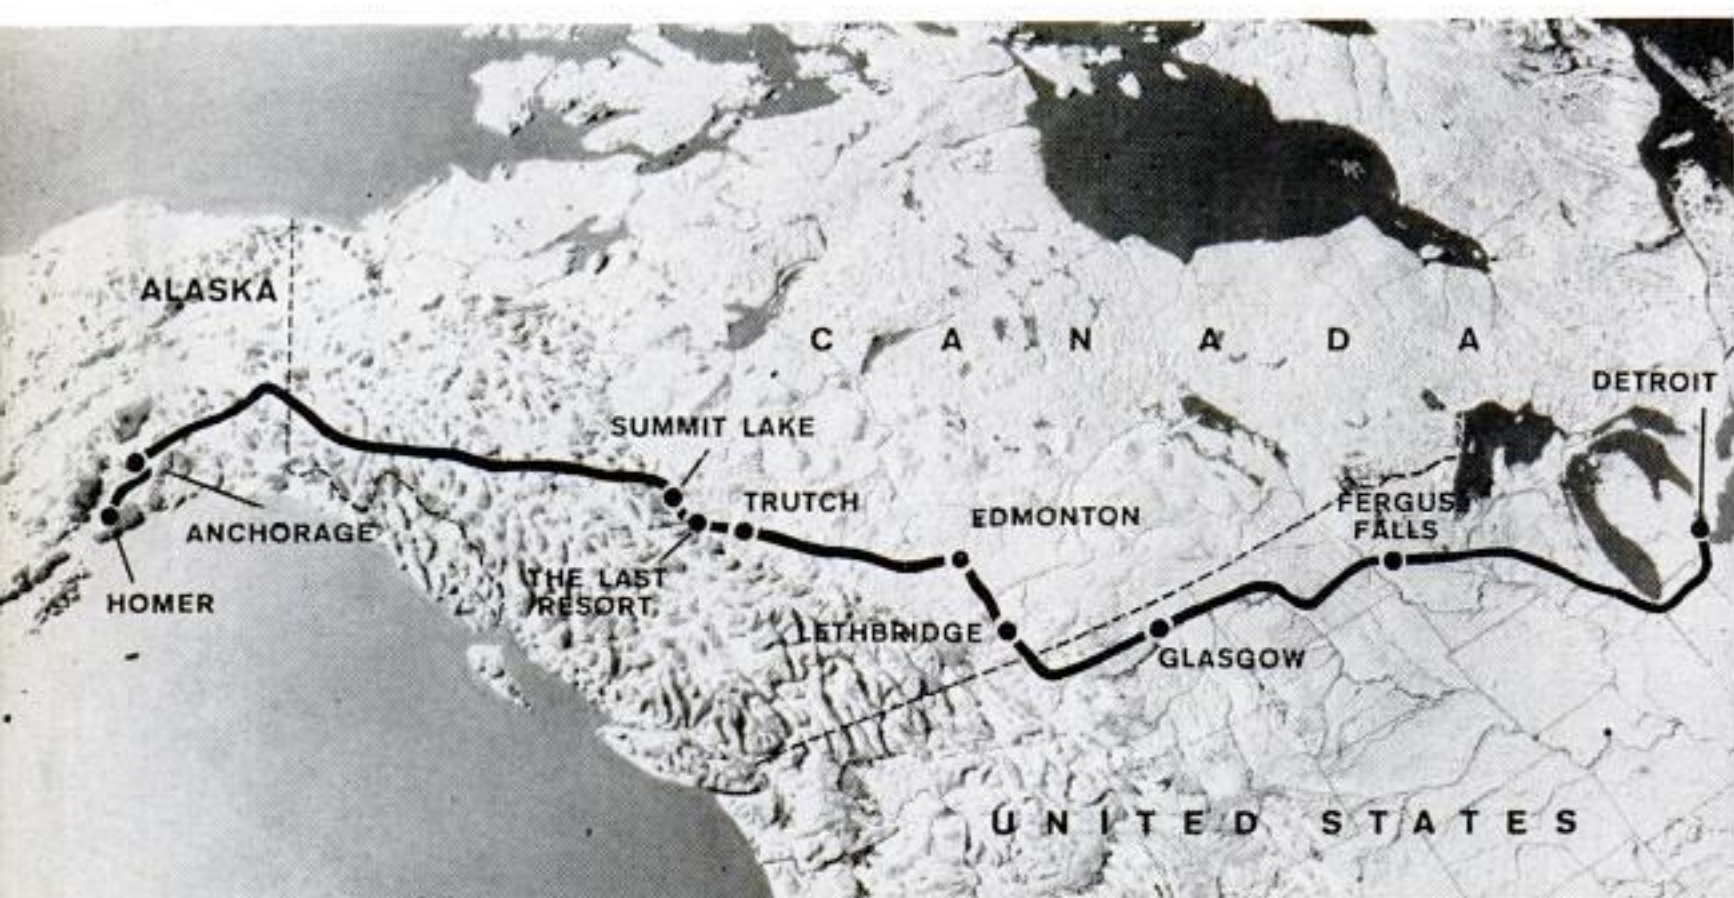 ALASKA
C A N A D A
DETROIT
SUMMIT LAKE
TRUTCH
EDMONTON
FERGUS
FALLS
ANCHORAGE
THE LAST
RESORT
HOMER
LETHBRIDGE
GLASGOW
UNITED STATES